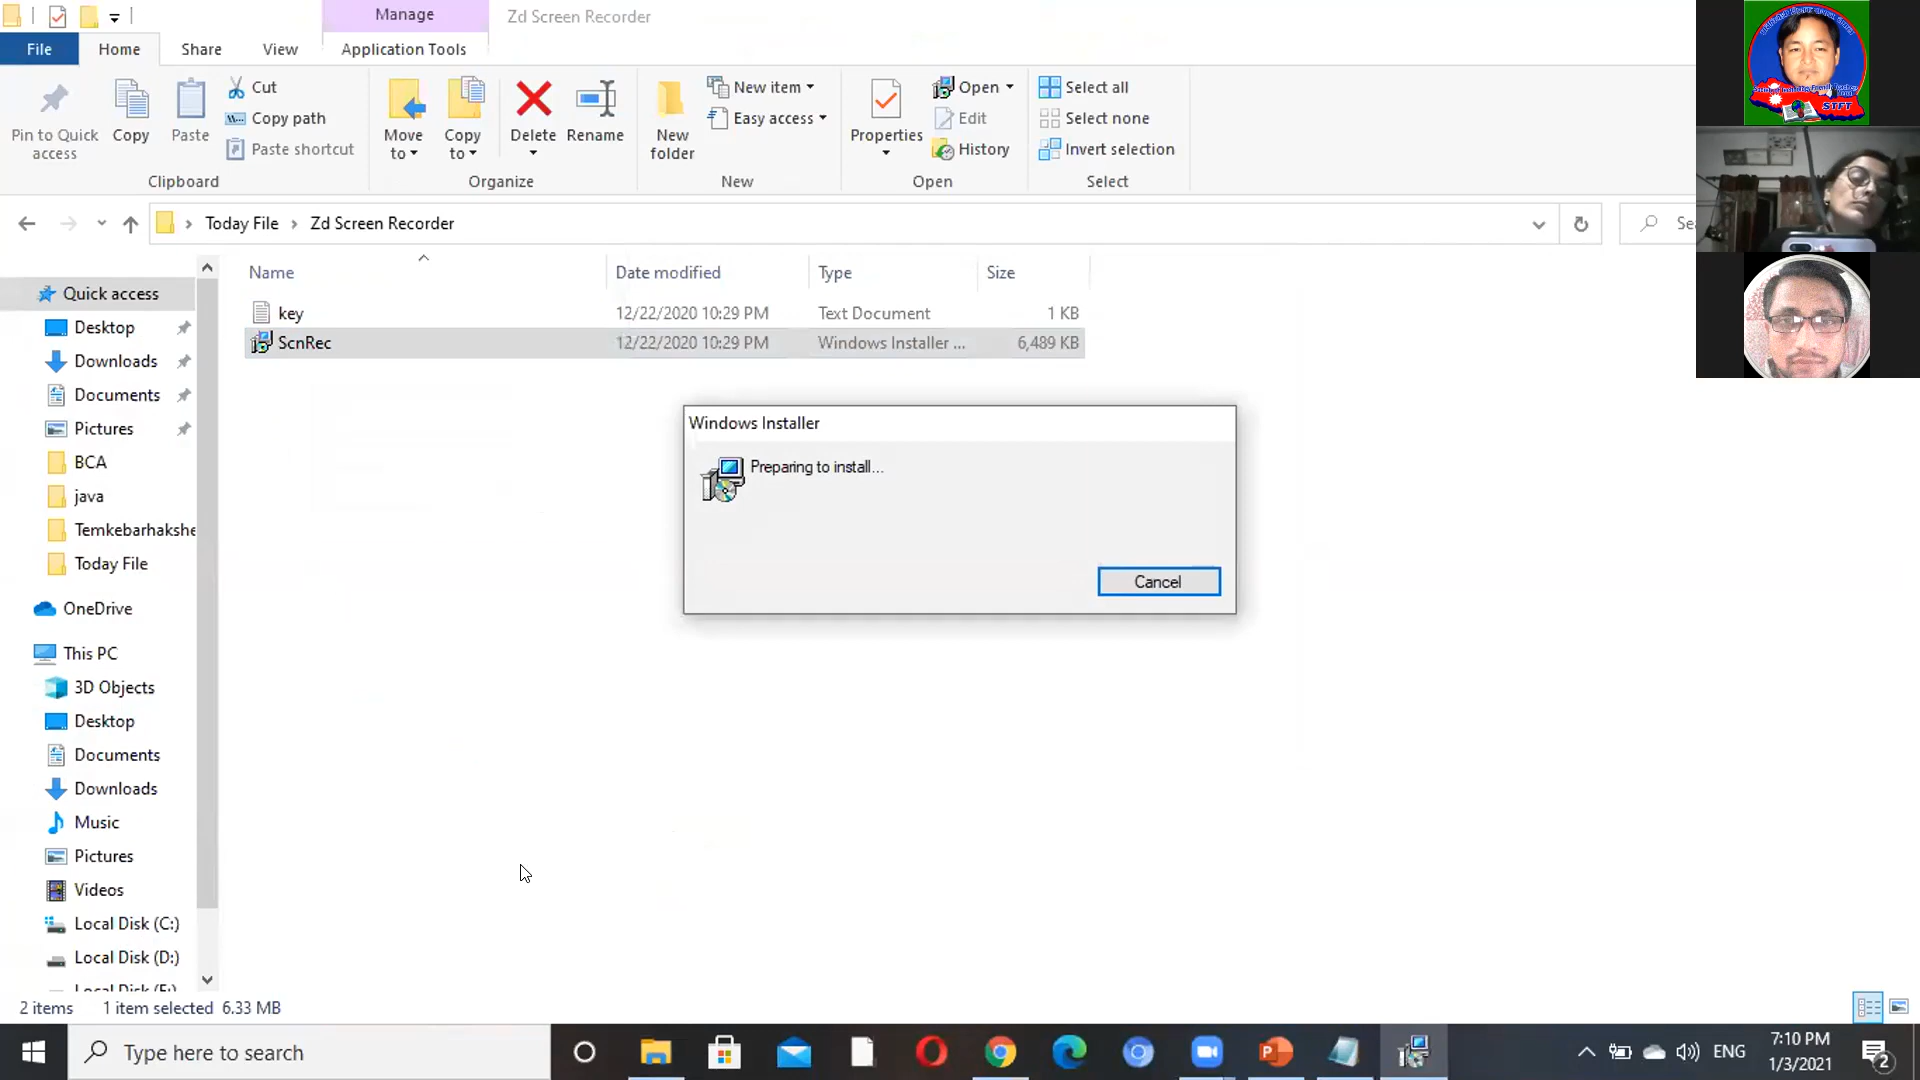 Manage
Zd Screen Recorder
File
Home
Share
View
Application Tools
Pin to Quick access
Copy
Paste
Cut
Copy path
Paste shortcut
Clipboard
Move to
Copy to
Delete
Rename
Organize
New folder
New item
Easy access
New
Properties
Open
Edit
History
Open
Select all
Select none
Invert selection
Select
Today File
Zd Screen Recorder
Sea
Name
Date modified
Type
Size
key
12/22/2020 10:29 PM
Text Document
1 KB
ScnRec
12/22/2020 10:29 PM
Windows Installer ...
6,489 KB
Quick access
Desktop
Downloads
Documents
Pictures
BCA
java
Temkebarhakshe
Today File
OneDrive
This PC
3D Objects
Desktop
Documents
Downloads
Music
Pictures
Videos
Local Disk (C:)
Local Disk (D:)
Local Disk (E:)
Windows Installer
Preparing to install...
Cancel
2 items
1 item selected 6.33 MB
Type here to search
ENG
7:10 PM
1/3/2021
2
STFT